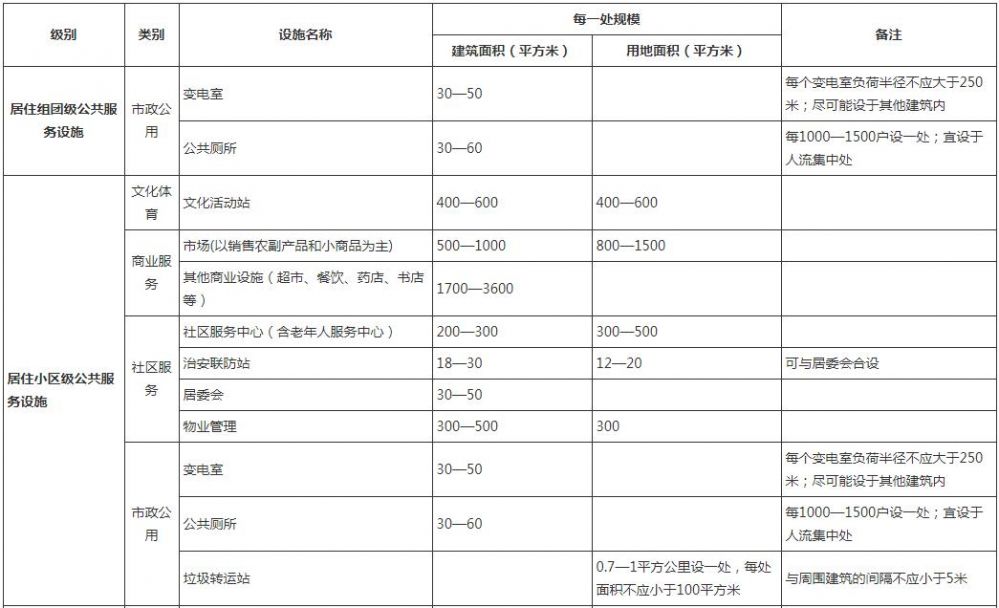 级别
类别
设施名称
每一处规模
备注
建筑面积（平方米）
用地面积（平方米）
居住组团级公共服
务设施
市政公
用
变电室
30—50
每个变电室负荷半径不应大于250
米；尽可能设于其他建筑内
公共厕所
30—60
每1000—1500户设一处；宜设于
人流集中处
居住小区级公共服
务设施
文化体
育
文化活动站
400—600
400—600
商业服
务
市场(以销售农副产品和小商品为主)
500—1000
800—1500
其他商业设施（超市、餐饮、药店、书店
等）
1700—3600
社区服
务
社区服务中心（含老年人服务中心）
200—300
300—500
治安联防站
18—30
12—20
可与居委会合设
居委会
30—50
物业管理
300—500
300
市政公
用
变电室
30—50
每个变电室负荷半径不应大于250
米；尽可能设于其他建筑内
公共厕所
30—60
每1000—1500户设一处；宜设于
人流集中处
垃圾转运站
0.7—1平方公里设一处，每处
面积不应小于100平方米
与周围建筑的间隔不应小于5米